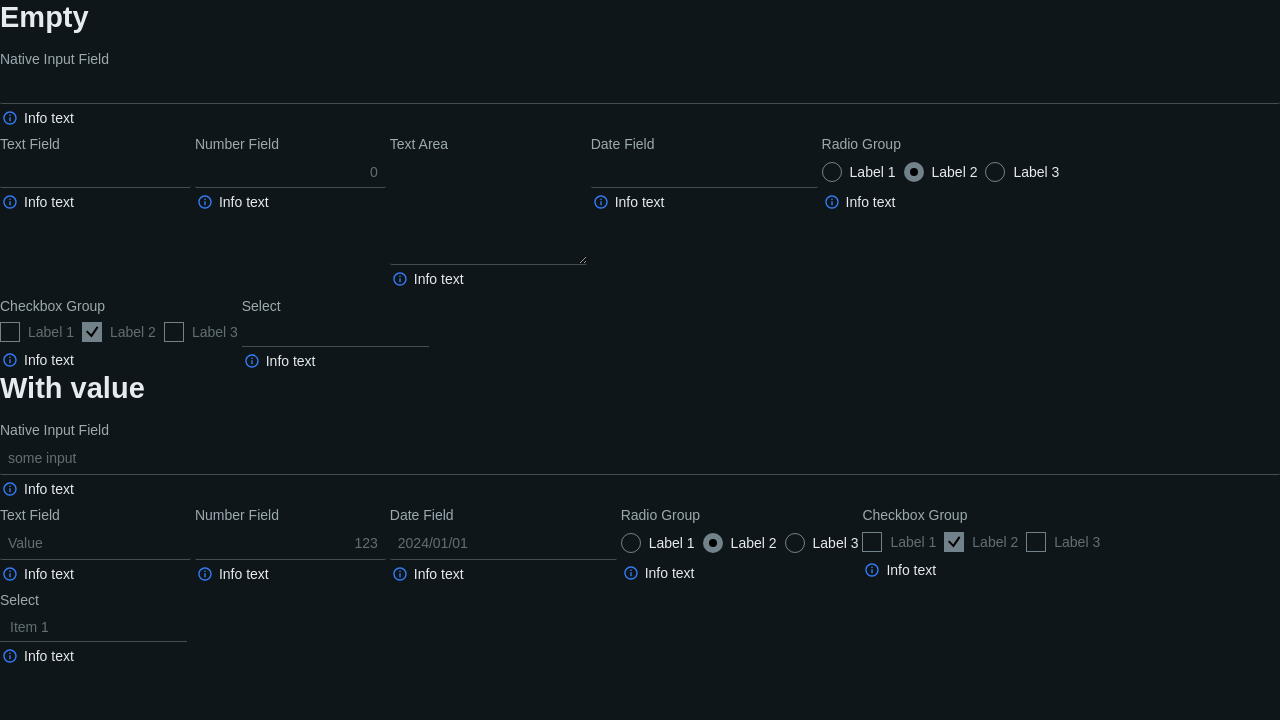 Empty
Native Input Field
Info text
Text Field Number Field Text Area Date Field Radio Group
0 Label 1 Label 2 Label 3
Info text Info text Info text Info text
Info text
Checkbox Group Select
Label 1 Label 2 Label 3
Info text Info text
With value
Native Input Field
some input
Info text
Text Field Number Field Date Field Radio Group Checkbox Group
Value 123 2024/01/01 Label 1 Label 2 Label 3 Label 1 Label 2 Label 3
Info text Info text Info text Info text Info text
Select
Item 1
Info text